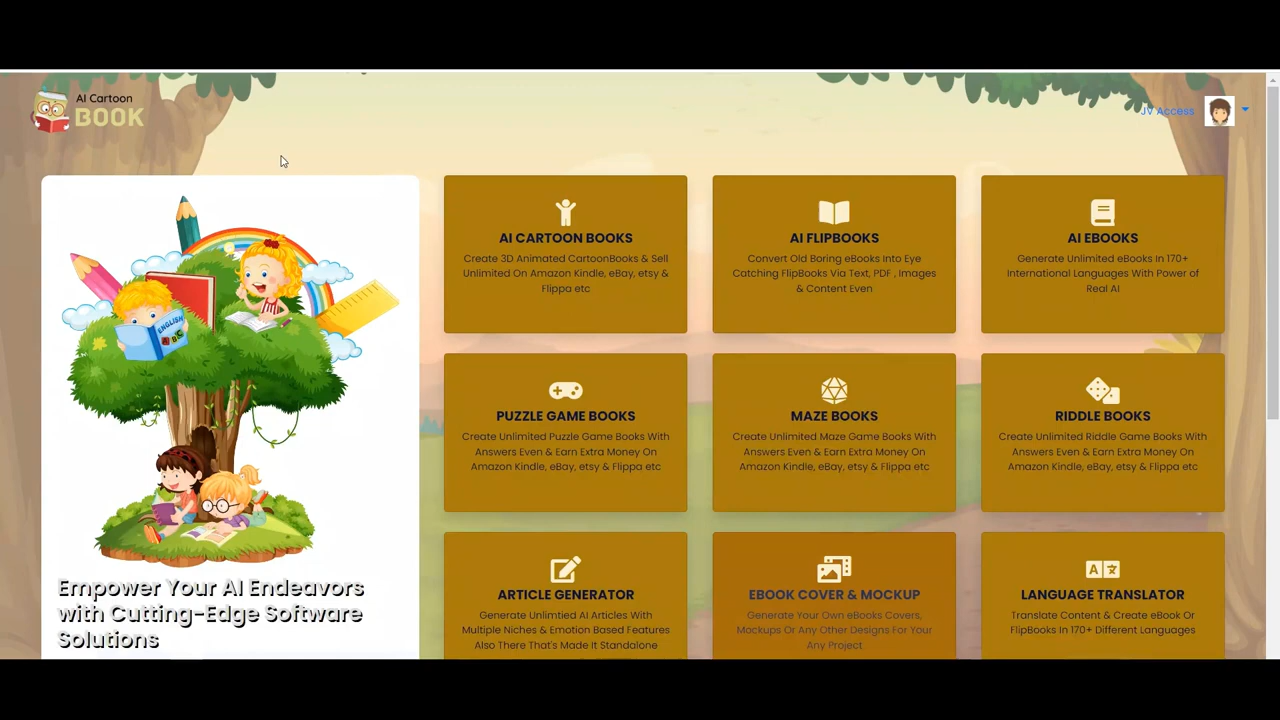 AI Cartoon
BOOK
JV Access
ENGLISH
A B C
Empower Your AI Endeavors
with Cutting-Edge Software
Solutions
AI CARTOON BOOKS
Create 3D Animated CartoonBooks & Sell
Unlimited On Amazon Kindle, eBay, etsy &
Flippa etc
AI FLIPBOOKS
Convert Old Boring eBooks Into Eye
Catching FlipBooks Via Text, PDF , Images
& Content Even
AI EBOOKS
Generate Unlimited eBooks In 170+
International Languages With Power of
Real AI
PUZZLE GAME BOOKS
Create Unlimited Puzzle Game Books With
Answers Even & Earn Extra Money On
Amazon Kindle, eBay, etsy & Flippa etc
MAZE BOOKS
Create Unlimited Maze Game Books With
Answers Even & Earn Extra Money On
Amazon Kindle, eBay, etsy & Flippa etc
RIDDLE BOOKS
Create Unlimited Riddle Game Books With
Answers Even & Earn Extra Money On
Amazon Kindle, eBay, etsy & Flippa etc
ARTICLE GENERATOR
Generate Unlimtied AI Articles With
Multiple Niches & Emotion Based Features
Also There That's Made It Standalone
EBOOK COVER & MOCKUP
Generate Your Own eBooks Covers,
Mockups Or Any Other Designs For Your
Any Project
A 文
LANGUAGE TRANSLATOR
Translate Content & Create eBook Or
FlipBooks In 170+ Different Languages